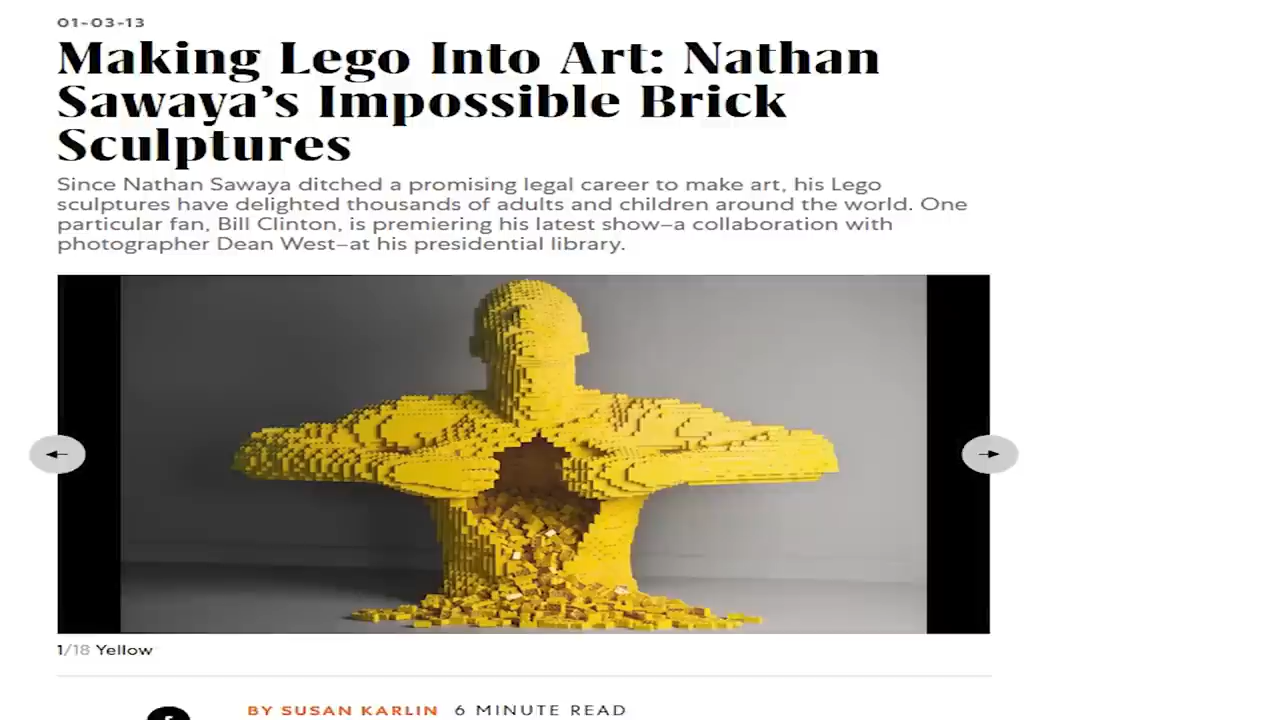 01-03-13
Making Lego Into Art: Nathan
Sawaya’s Impossible Brick
Sculptures
Since Nathan Sawaya ditched a promising legal career to make art, his Lego
sculptures have delighted thousands of adults and children around the world. One
particular fan, Bill Clinton, is premiering his latest show–a collaboration with
photographer Dean West–at his presidential library.
1/18 Yellow
BY SUSAN KARLIN 6 MINUTE READ